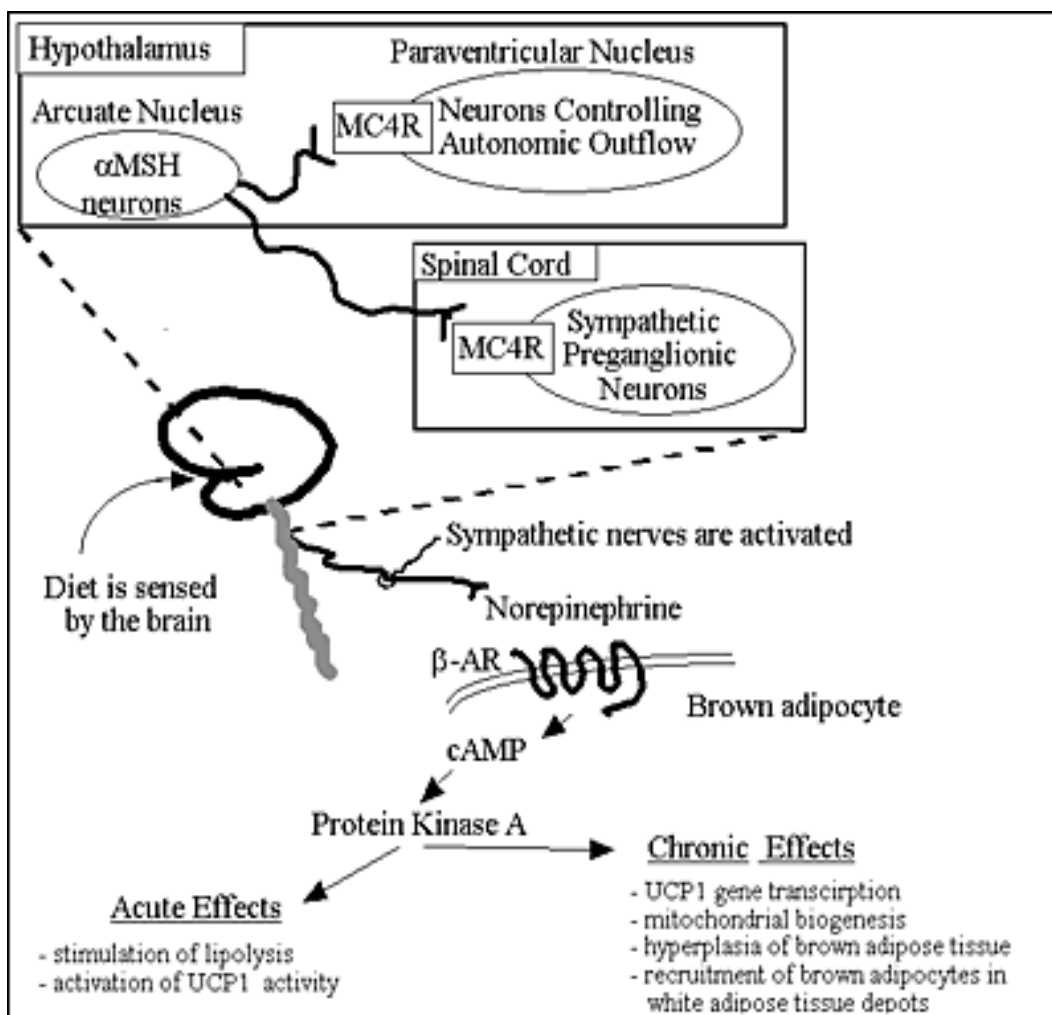 Hypothalamus
Paraventricular Nucleus
Arcuate Nucleus
MC4R
Neurons Controlling
Autonomic Outflow
αMSH
neurons
Spinal Cord
MC4R
Sympathetic
Preganglionic
Neurons
Sympathetic nerves are activated
Diet is sensed
by the brain
Norepinephrine
β-AR
Brown adipocyte
cAMP
Protein Kinase A
Acute Effects
- stimulation of lipolysis
- activation of UCP1 activity
Chronic Effects
- UCP1 gene transcirption
- mitochondrial biogenesis
- hyperplasia of brown adipose tissue
- recruitment of brown adipocytes in
white adipose tissue depots